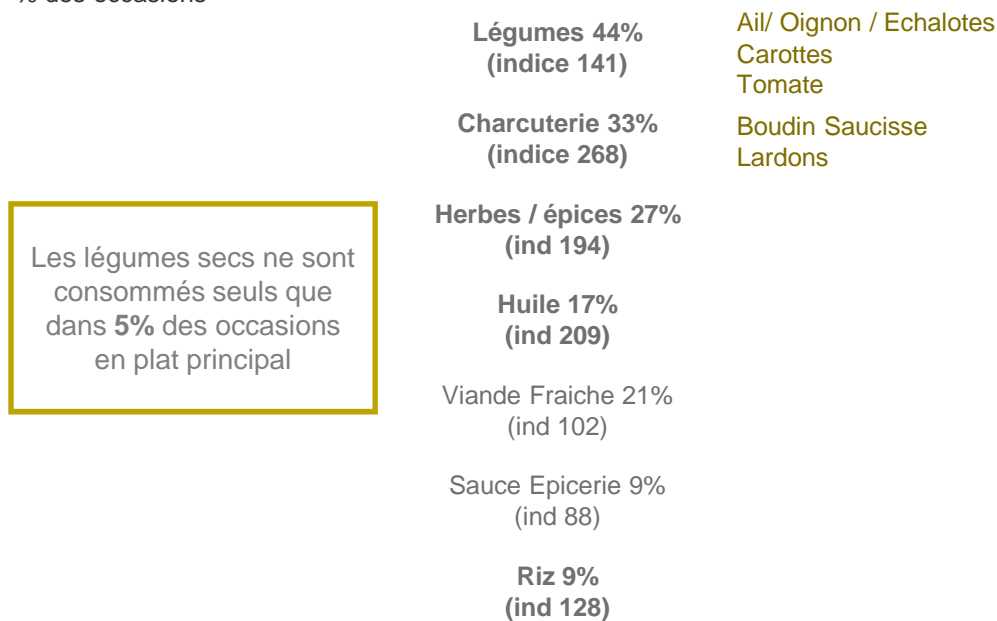 % des occasions
Légumes 44%
(indice 141)
Ail/ Oignon / Echalotes
Carottes
Tomate
Charcuterie 33%
(indice 268)
Boudin Saucisse
Lardons
Herbes / épices 27%
(ind 194)
Les légumes secs ne sont
consommés seuls que
dans 5% des occasions
en plat principal
Huile 17%
(ind 209)
Viande Fraiche 21%
(ind 102)
Sauce Epicerie 9%
(ind 88)
Riz 9%
(ind 128)